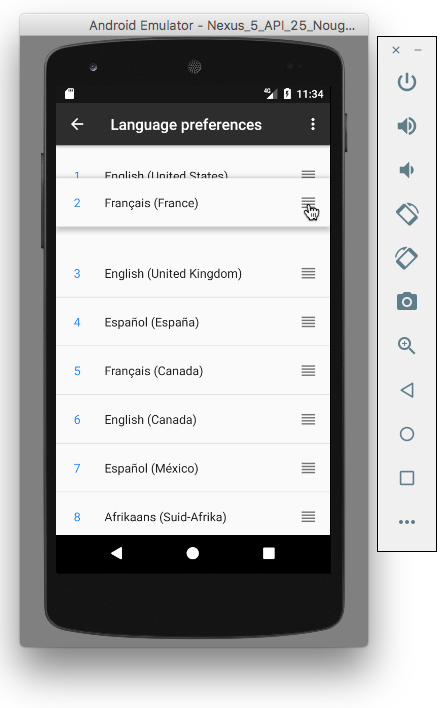 Android Emulator - Nexus_5_API_25_Noug...
4G 11:34
Language preferences
1 English (United States)
2 Français (France)
3 English (United Kingdom)
4 Español (España)
5 Français (Canada)
6 English (Canada)
7 Español (México)
8 Afrikaans (Suid-Afrika)